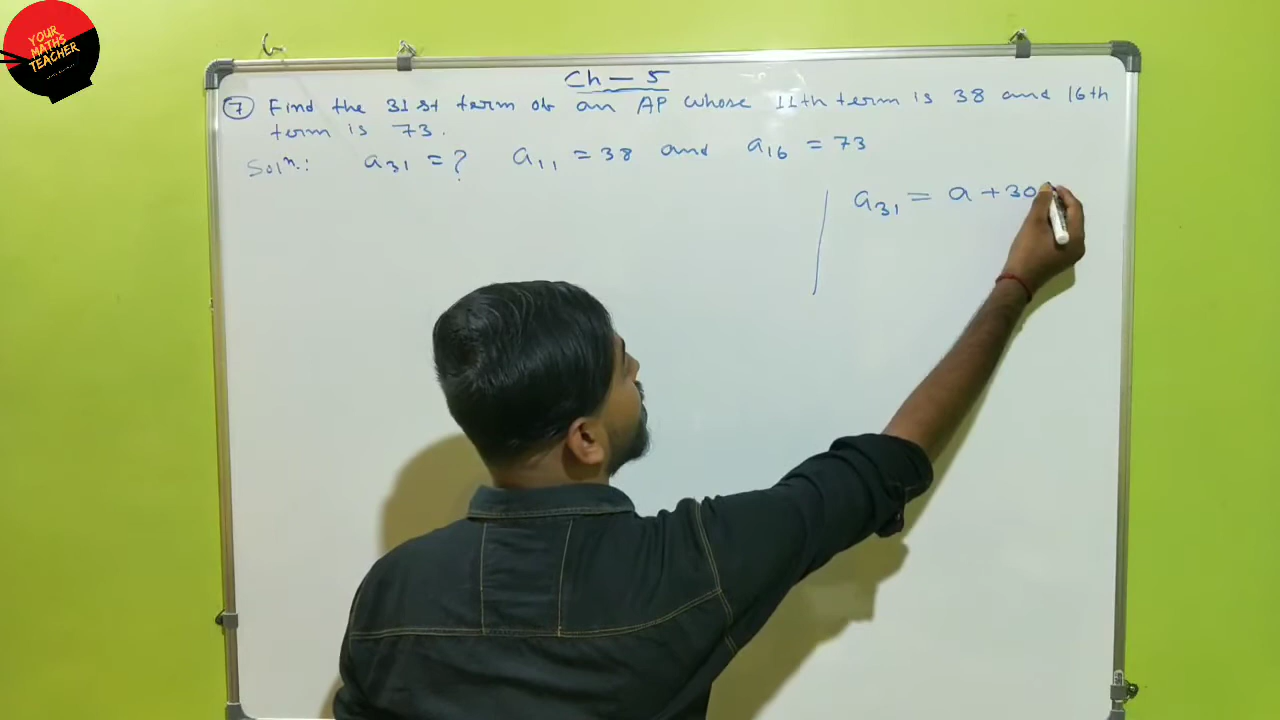 YOUR
MATHS
TEACHER
Ch - 5
7 Find the 31st term of an AP whose 11th term is 38 and 16th
term is 73.
Solⁿ: a₃₁ = ? a₁₁ = 38 and a₁₆ = 73
a₃₁ = a + 30